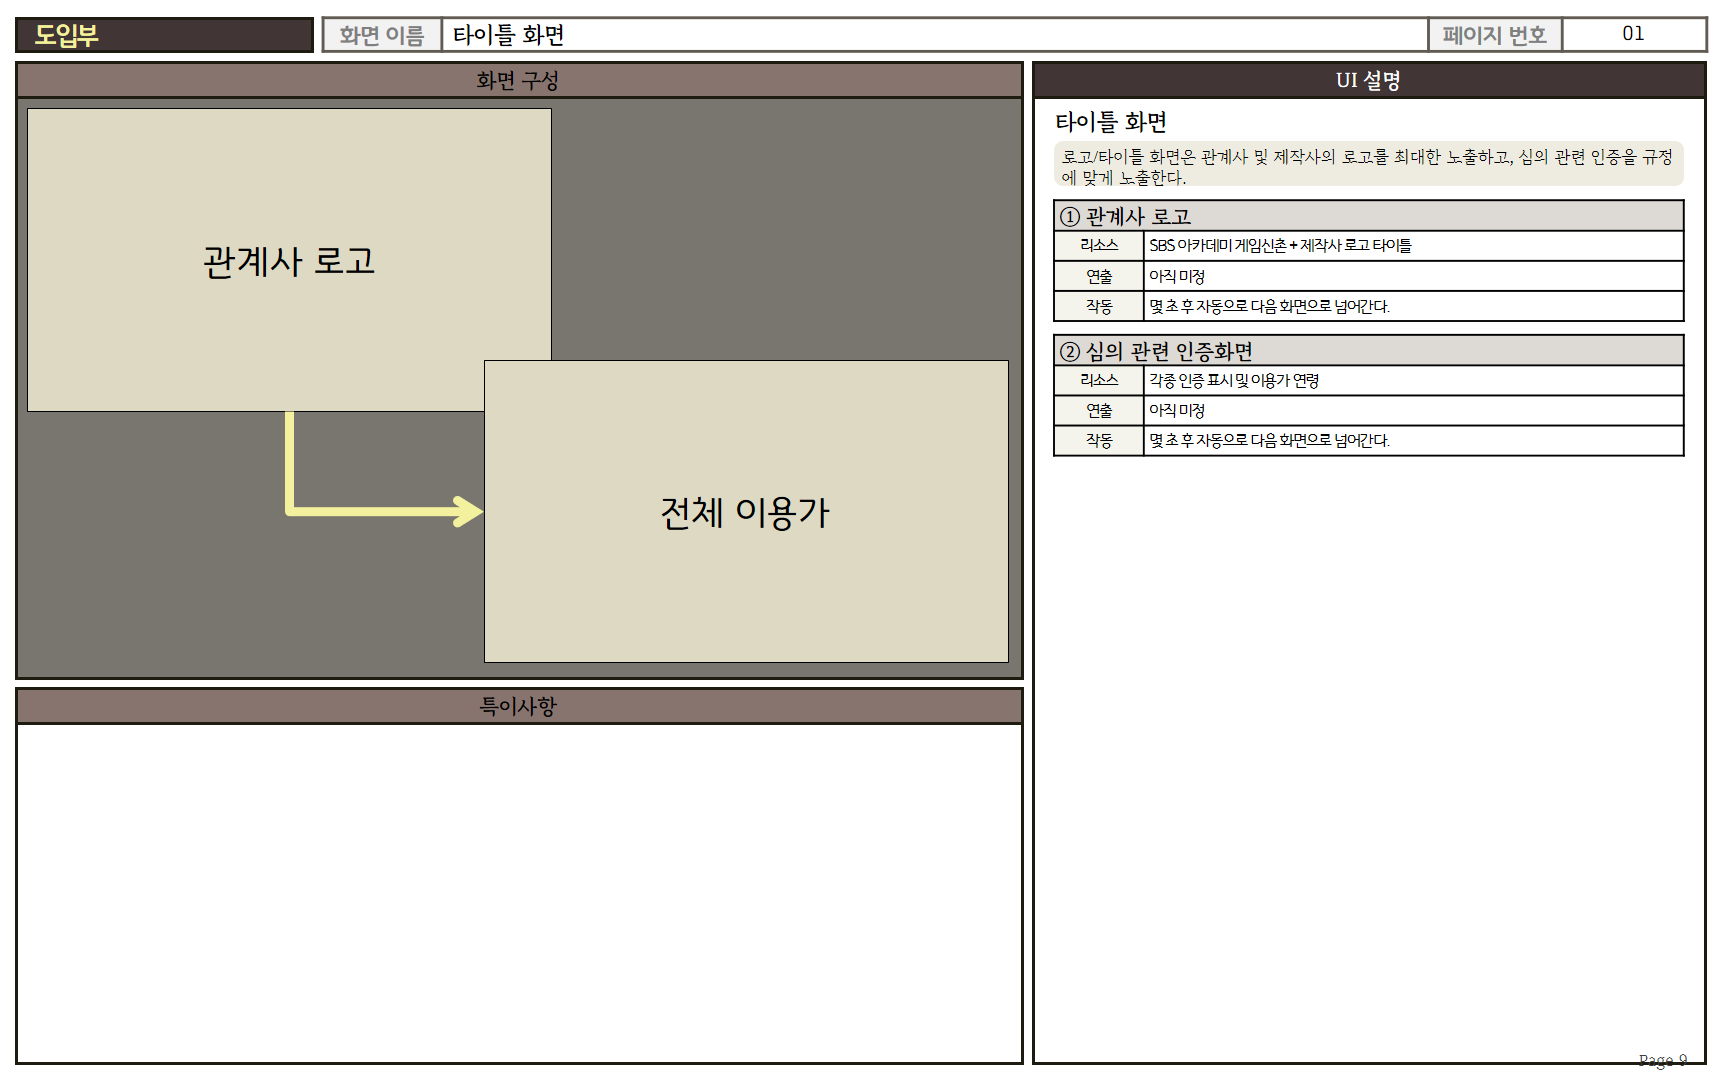 도입부
화면 이름
타이틀 화면
페이지 번호
01
화면 구성
관계사 로고
전체 이용가
특이사항
UI 설명
타이틀 화면
로고/타이틀 화면은 관계사 및 제작사의 로고를 최대한 노출하고, 심의 관련 인증을 규정
에 맞게 노출한다.
① 관계사 로고
리소스 SBS 아카데미 게임신촌 + 제작사 로고 타이틀
연출 아직 미정
작동 몇 초 후 자동으로 다음 화면으로 넘어간다.
② 심의 관련 인증화면
리소스 각종 인증 표시 및 이용가 연령
연출 아직 미정
작동 몇 초 후 자동으로 다음 화면으로 넘어간다.
Page 9